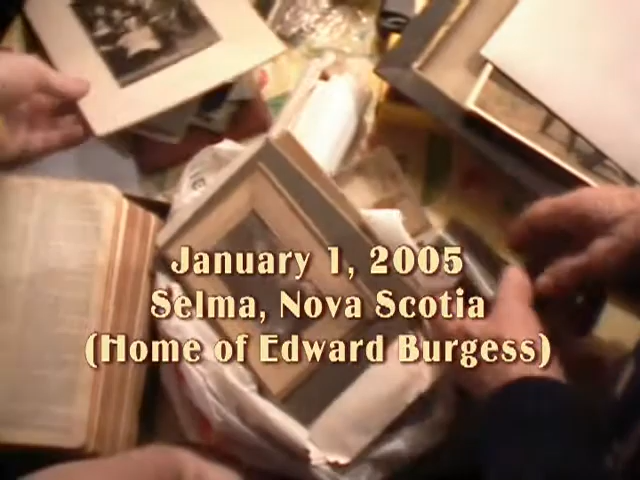 January 1, 2005
Selma, Nova Scotia
(Home of Edward Burgess)